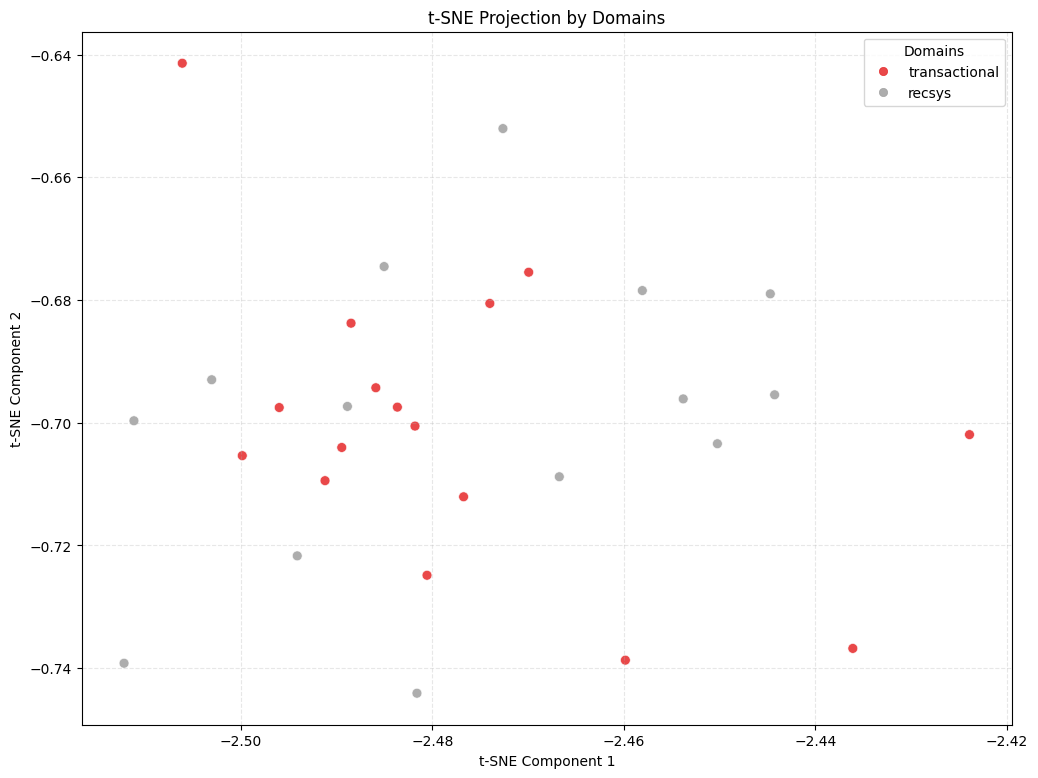 t-SNE Projection by Domains
Domains
transactional
recsys
−0.64
−0.66
−0.68
−0.70
−0.72
−0.74
t-SNE Component 2
−2.50
−2.48
−2.46
−2.44
−2.42
t-SNE Component 1